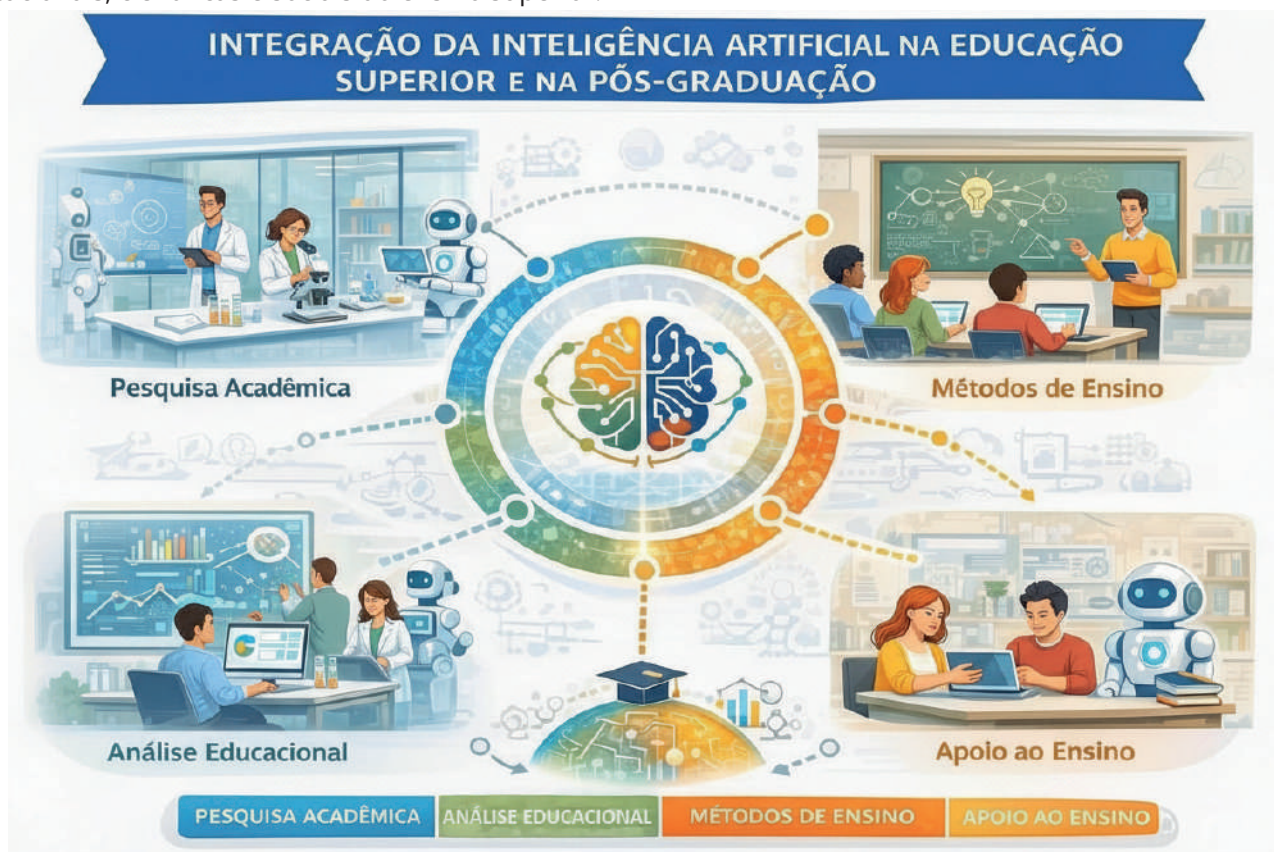 INTEGRAÇÃO DA INTELIGÊNCIA ARTIFICIAL NA EDUCAÇÃO
SUPERIOR E NA PÓS-GRADUAÇÃO
Pesquisa Acadêmica
Métodos de Ensino
Análise Educacional
Apoio ao Ensino
PESQUISA ACADÊMICA
ANÁLISE EDUCACIONAL
MÉTODOS DE ENSINO
APOIO AO ENSINO